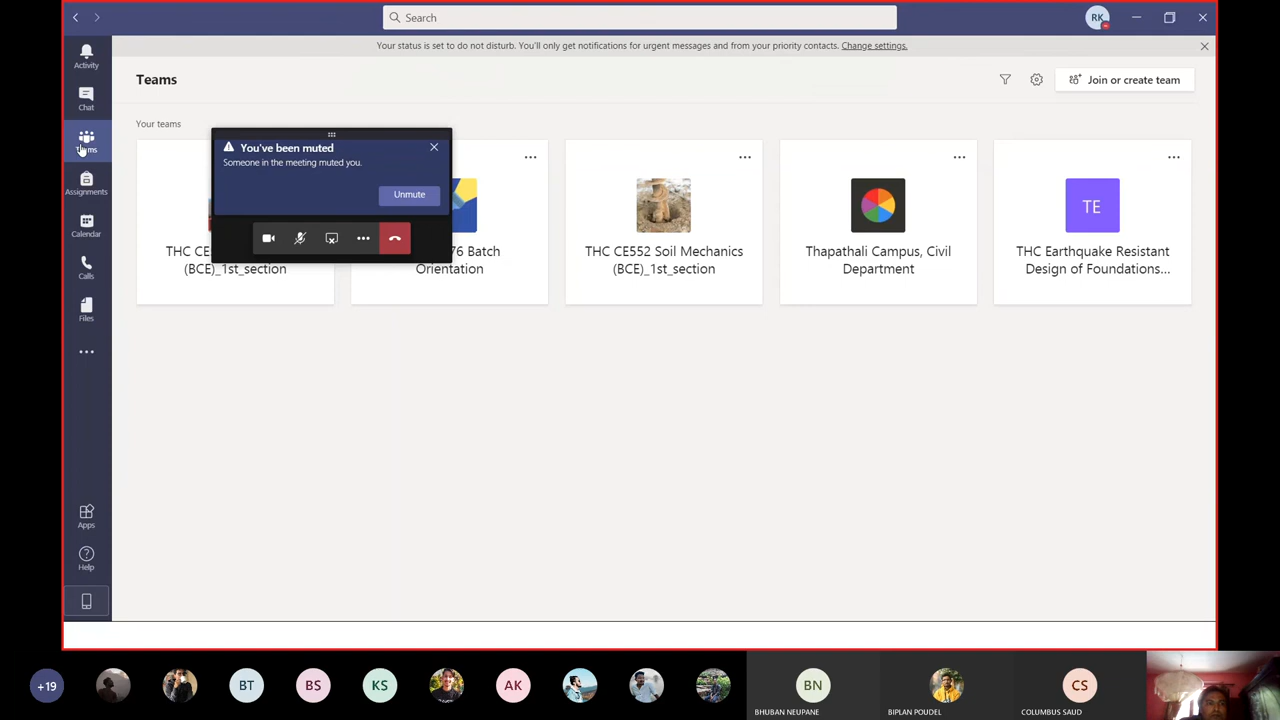 Search
RK
Your status is set to do not disturb. You'll only get notifications for urgent messages and from your priority contacts. Change settings.
Activity
Chat
Teams
Assignments
Calendar
Calls
Files
Apps
Help
Teams
Join or create team
Your teams
You've been muted
Someone in the meeting muted you.
Unmute
THC CE
(BCE)_1st_section
76 Batch
Orientation
THC CE552 Soil Mechanics
(BCE)_1st_section
Thapathali Campus, Civil
Department
TE
THC Earthquake Resistant
Design of Foundations...
+19
BT
BS
KS
AK
BN
BHUBAN NEUPANE
BIPLAN POUDEL
CS
COLUMBUS SAUD